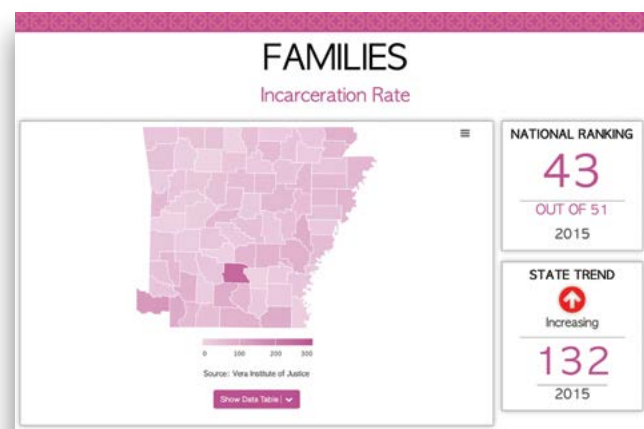 FAMILIES
Incarceration Rate
NATIONAL RANKING
43
OUT OF 51
2015
STATE TREND
Increasing
132
2015
0 100 200 300
Source: Vera Institute of Justice
Show Data Table